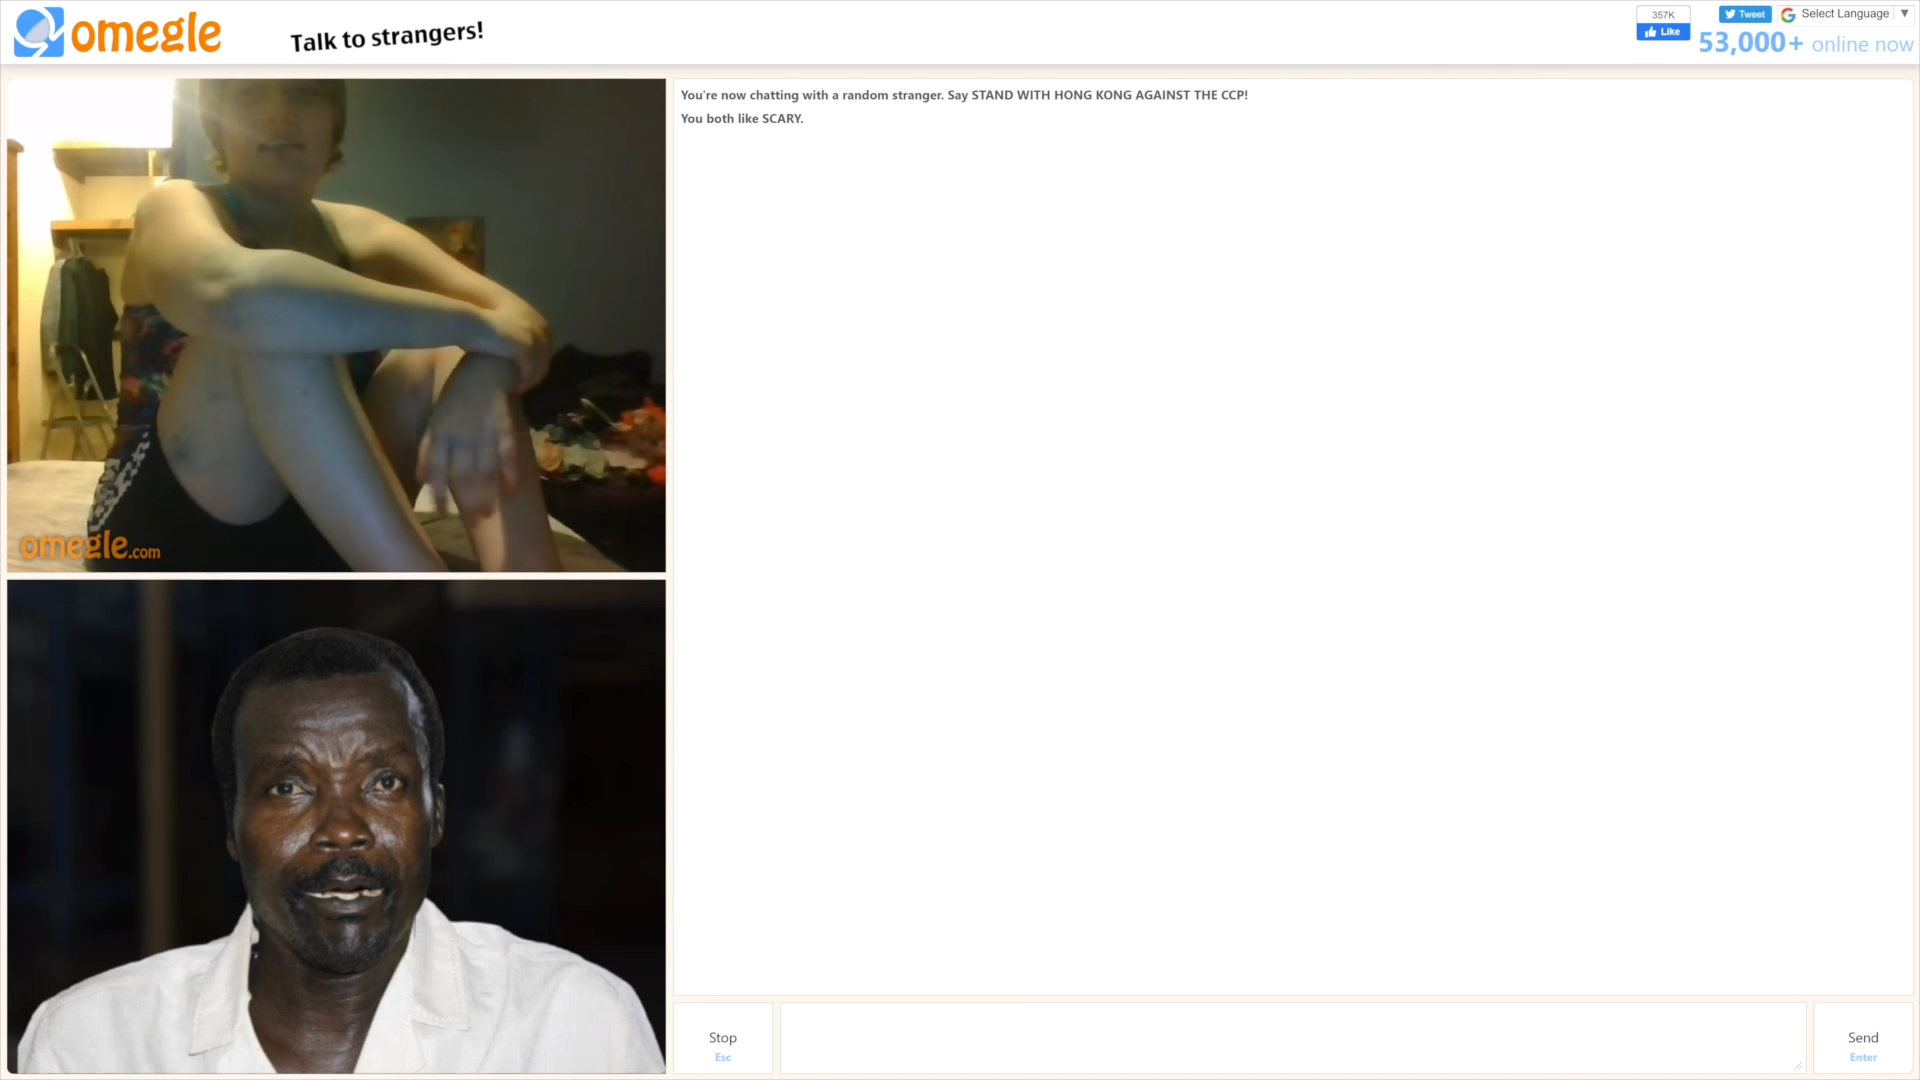 omegle
Talk to strangers!
357K
Like
Tweet
Select Language ▼
53,000+ online now
You're now chatting with a random stranger. Say STAND WITH HONG KONG AGAINST THE CCP!
You both like SCARY.
omegle.com
Stop
Esc
Send
Enter